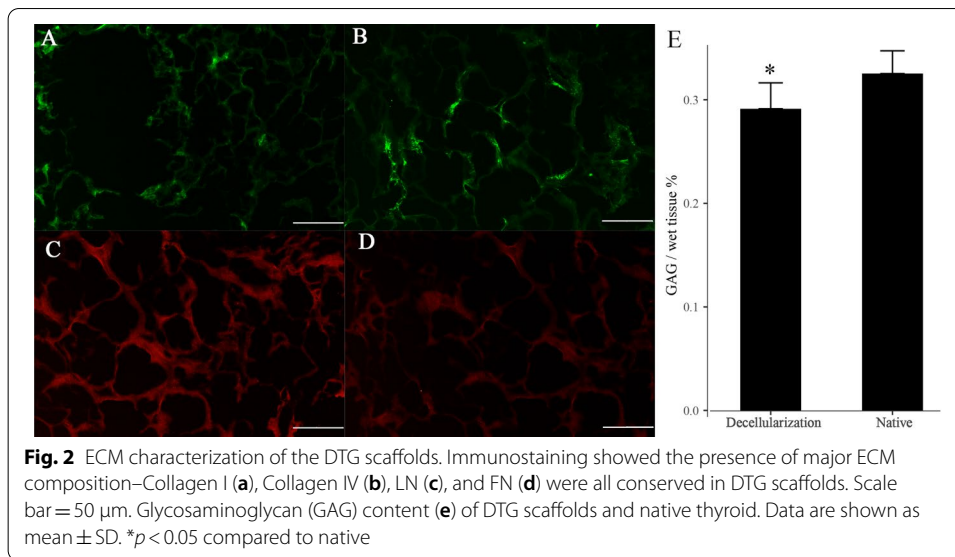 A
B
C
D
E
*
GAG / wet tissue %
0.3
0.2
0.1
0.0
Decellularization
Native
Fig. 2 ECM characterization of the DTG scaffolds. Immunostaining showed the presence of major ECM
composition–Collagen I (a), Collagen IV (b), LN (c), and FN (d) were all conserved in DTG scaffolds. Scale
bar = 50 μm. Glycosaminoglycan (GAG) content (e) of DTG scaffolds and native thyroid. Data are shown as
mean ± SD. *p < 0.05 compared to native